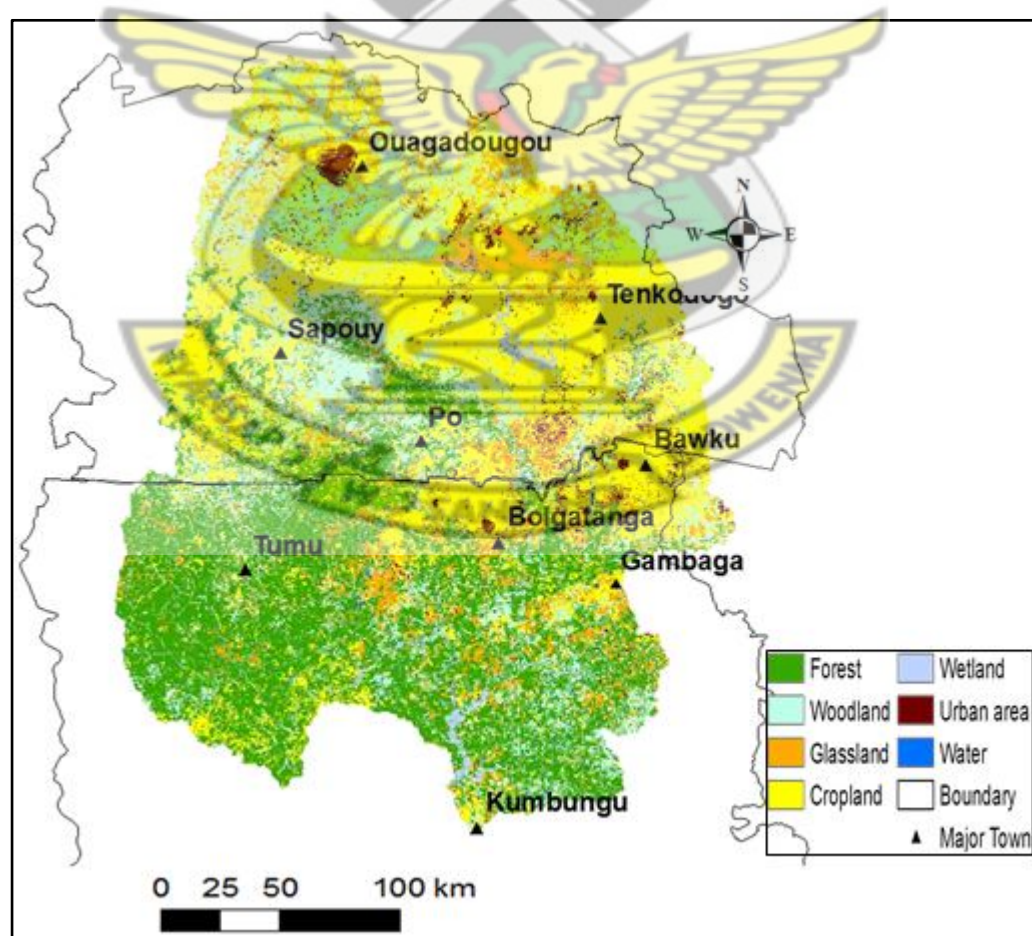 Ouagadougou
N
W E
S
Tenkodogo
Sapouy
Po
Bawku
Bolgatanga
Tumu
Gambaga
Kumbungu
Forest
Woodland
Glassland
Cropland
Wetland
Urban area
Water
Boundary
Major Town
0 25 50 100 km